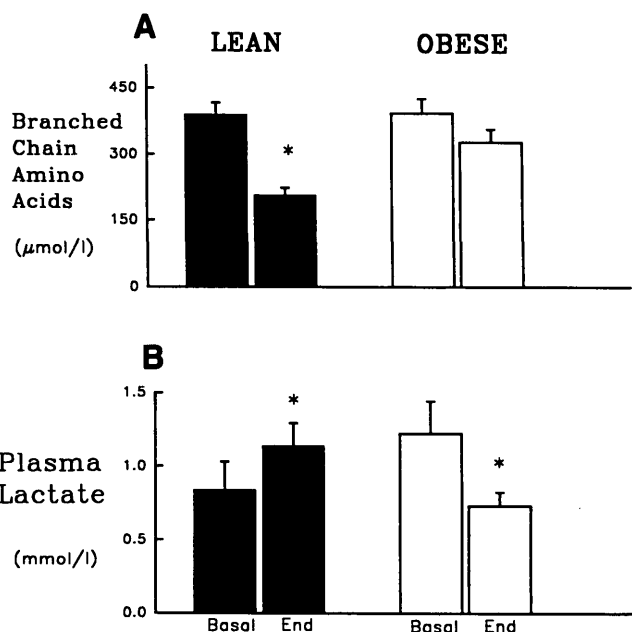 A
LEAN OBESE
Branched
Chain
Amino
Acids
(μmol/l)
450
300
150
0
*
B
Plasma
Lactate
(mmol/l)
1.5
1.0
0.5
0.0
*
*
Basal End Basal End